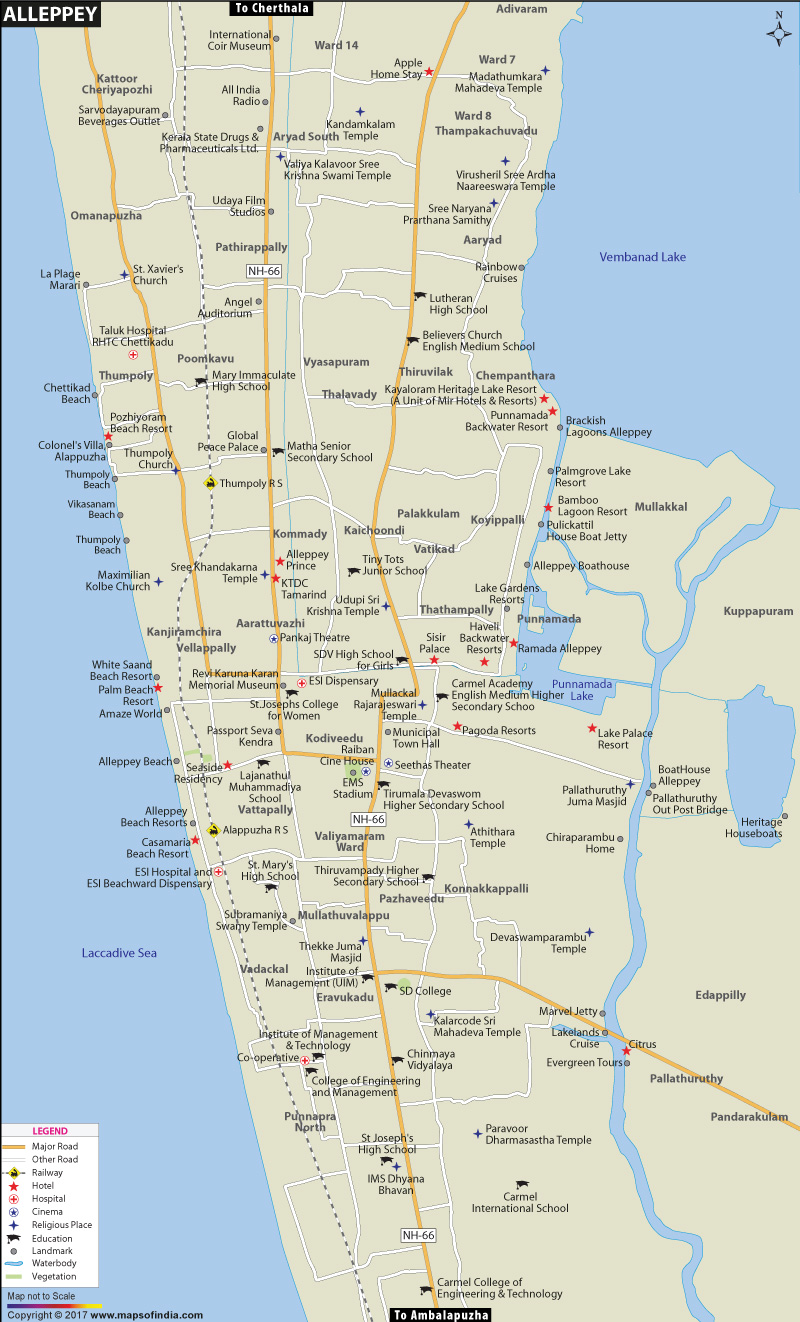 ALLEPPEY
To Cherthala
Adivaram
N
International
Coir Museum
Ward 14
Apple
Home Stay
Ward 7
Madathumkara
Mahadeva Temple
Kattoor
Cheriyapozhi
All India
Radio
Sarvodayapuram
Beverages Outlet
Kandamkalam
Temple
Ward 8
Thampakachuvadu
Kerala State Drugs &
Pharmaceuticals Ltd.
Aryad South
Valiya Kalavoor Sree
Krishna Swami Temple
Virusheril Sree Ardha
Naareeswara Temple
Udaya Film
Studios
Sree Naryana
Prarthana Samithy
Omanapuzha
Pathirappally
Aaryad
Vembanad Lake
NH-66
Rainbow
Cruises
La Plage
Marari
St. Xavier's
Church
Angel
Auditorium
Lutheran
High School
Taluk Hospital
RHTC Chettikadu
Believers Church
English Medium School
Poomkavu
Vyasapuram
Thumpoly
Mary Immaculate
High School
Thiruvilak
Chempanthara
Chettikad
Beach
Thalavady
Kayaloram Heritage Lake Resort
(A Unit of Mir Hotels & Resorts)
Pozhiyoram
Beach Resort
Punnamada
Backwater Resort
Brackish
Lagoons Alleppey
Colonel's Villa
Alappuzha
Global
Peace Palace
Matha Senior
Secondary School
Thumpoly
Church
Thumpoly
Beach
Thumpoly R S
Palmgrove Lake
Resort
Vikasanam
Beach
Bamboo
Lagoon Resort
Mullakkal
Palakkulam
Koyippalli
Pulickattil
House Boat Jetty
Thumpoly
Beach
Kommady
Kaichoondi
Vatikad
Alleppey
Prince
Tiny Tots
Junior School
Alleppey Boathouse
Maximilian
Kolbe Church
Sree Khandakarna
Temple
KTDC
Tamarind
Lake Gardens
Resorts
Udupi Sri
Krishna Temple
Thathampally
Punnamada
Kuppapuram
Kanjiramchira
Aarattuvazhi
Vellappally
Pankaj Theatre
Sisir
Palace
Haveli
Backwater
Resorts
Ramada Alleppey
SDV High School
for Girls
White Saand
Beach Resort
Revi Karuna Karan
Memorial Museum
ESI Dispensary
Palm Beach
Resort
Carmel Academy
English Medium Higher
Secondary Schoo
Punnamada
Lake
St.Josephs College
for Women
Mullackal
Rajarajeswari
Temple
Amaze World
Passport Seva
Kendra
Kodiveedu
Municipal
Town Hall
Pagoda Resorts
Lake Palace
Resort
Raiban
Cine House
Alleppey Beach
Seaside
Residency
Seethas Theater
Lajanathul
Muhammadiya
School
EMS
Stadium
Tirumala Devaswom
Higher Secondary School
BoatHouse
Alleppey
Pallathuruthy
Juma Masjid
Pallathuruthy
Out Post Bridge
Alleppey
Beach Resorts
Vattapally
NH-66
Alappuzha R S
Athithara
Temple
Heritage
Houseboats
Valiyamaram
Ward
Chiraparambu
Home
Casamaria
Beach Resort
ESI Hospital and
ESI Beachward Dispensary
St. Mary's
High School
Thiruvampady Higher
Secondary School
Konnakkappalli
Pazhaveedu
Subramaniya
Swamy Temple
Mullathuvalappu
Devaswamparambu
Temple
Thekke Juma
Masjid
Laccadive Sea
Vadackal
Institute of
Management (UIM)
Eravukadu
SD College
Edappilly
Marvel Jetty
Kalarcode Sri
Mahadeva Temple
Lakelands
Cruise
Institute of Management
& Technology
Citrus
Co-operative
Chinmaya
Vidyalaya
Evergreen Tours
College of Engineering
and Management
Pallathuruthy
Punnapra
North
Pandarakulam
Paravoor
Dharmasastha Temple
St Joseph's
High School
IMS Dhyana
Bhavan
Carmel
International School
NH-66
Carmel College of
Engineering & Technology
To Ambalapuzha
LEGEND
Major Road
Other Road
Railway
Hotel
Hospital
Cinema
Religious Place
Education
Landmark
Waterbody
Vegetation
Map not to Scale
Copyright © 2017 www.mapsofindia.com